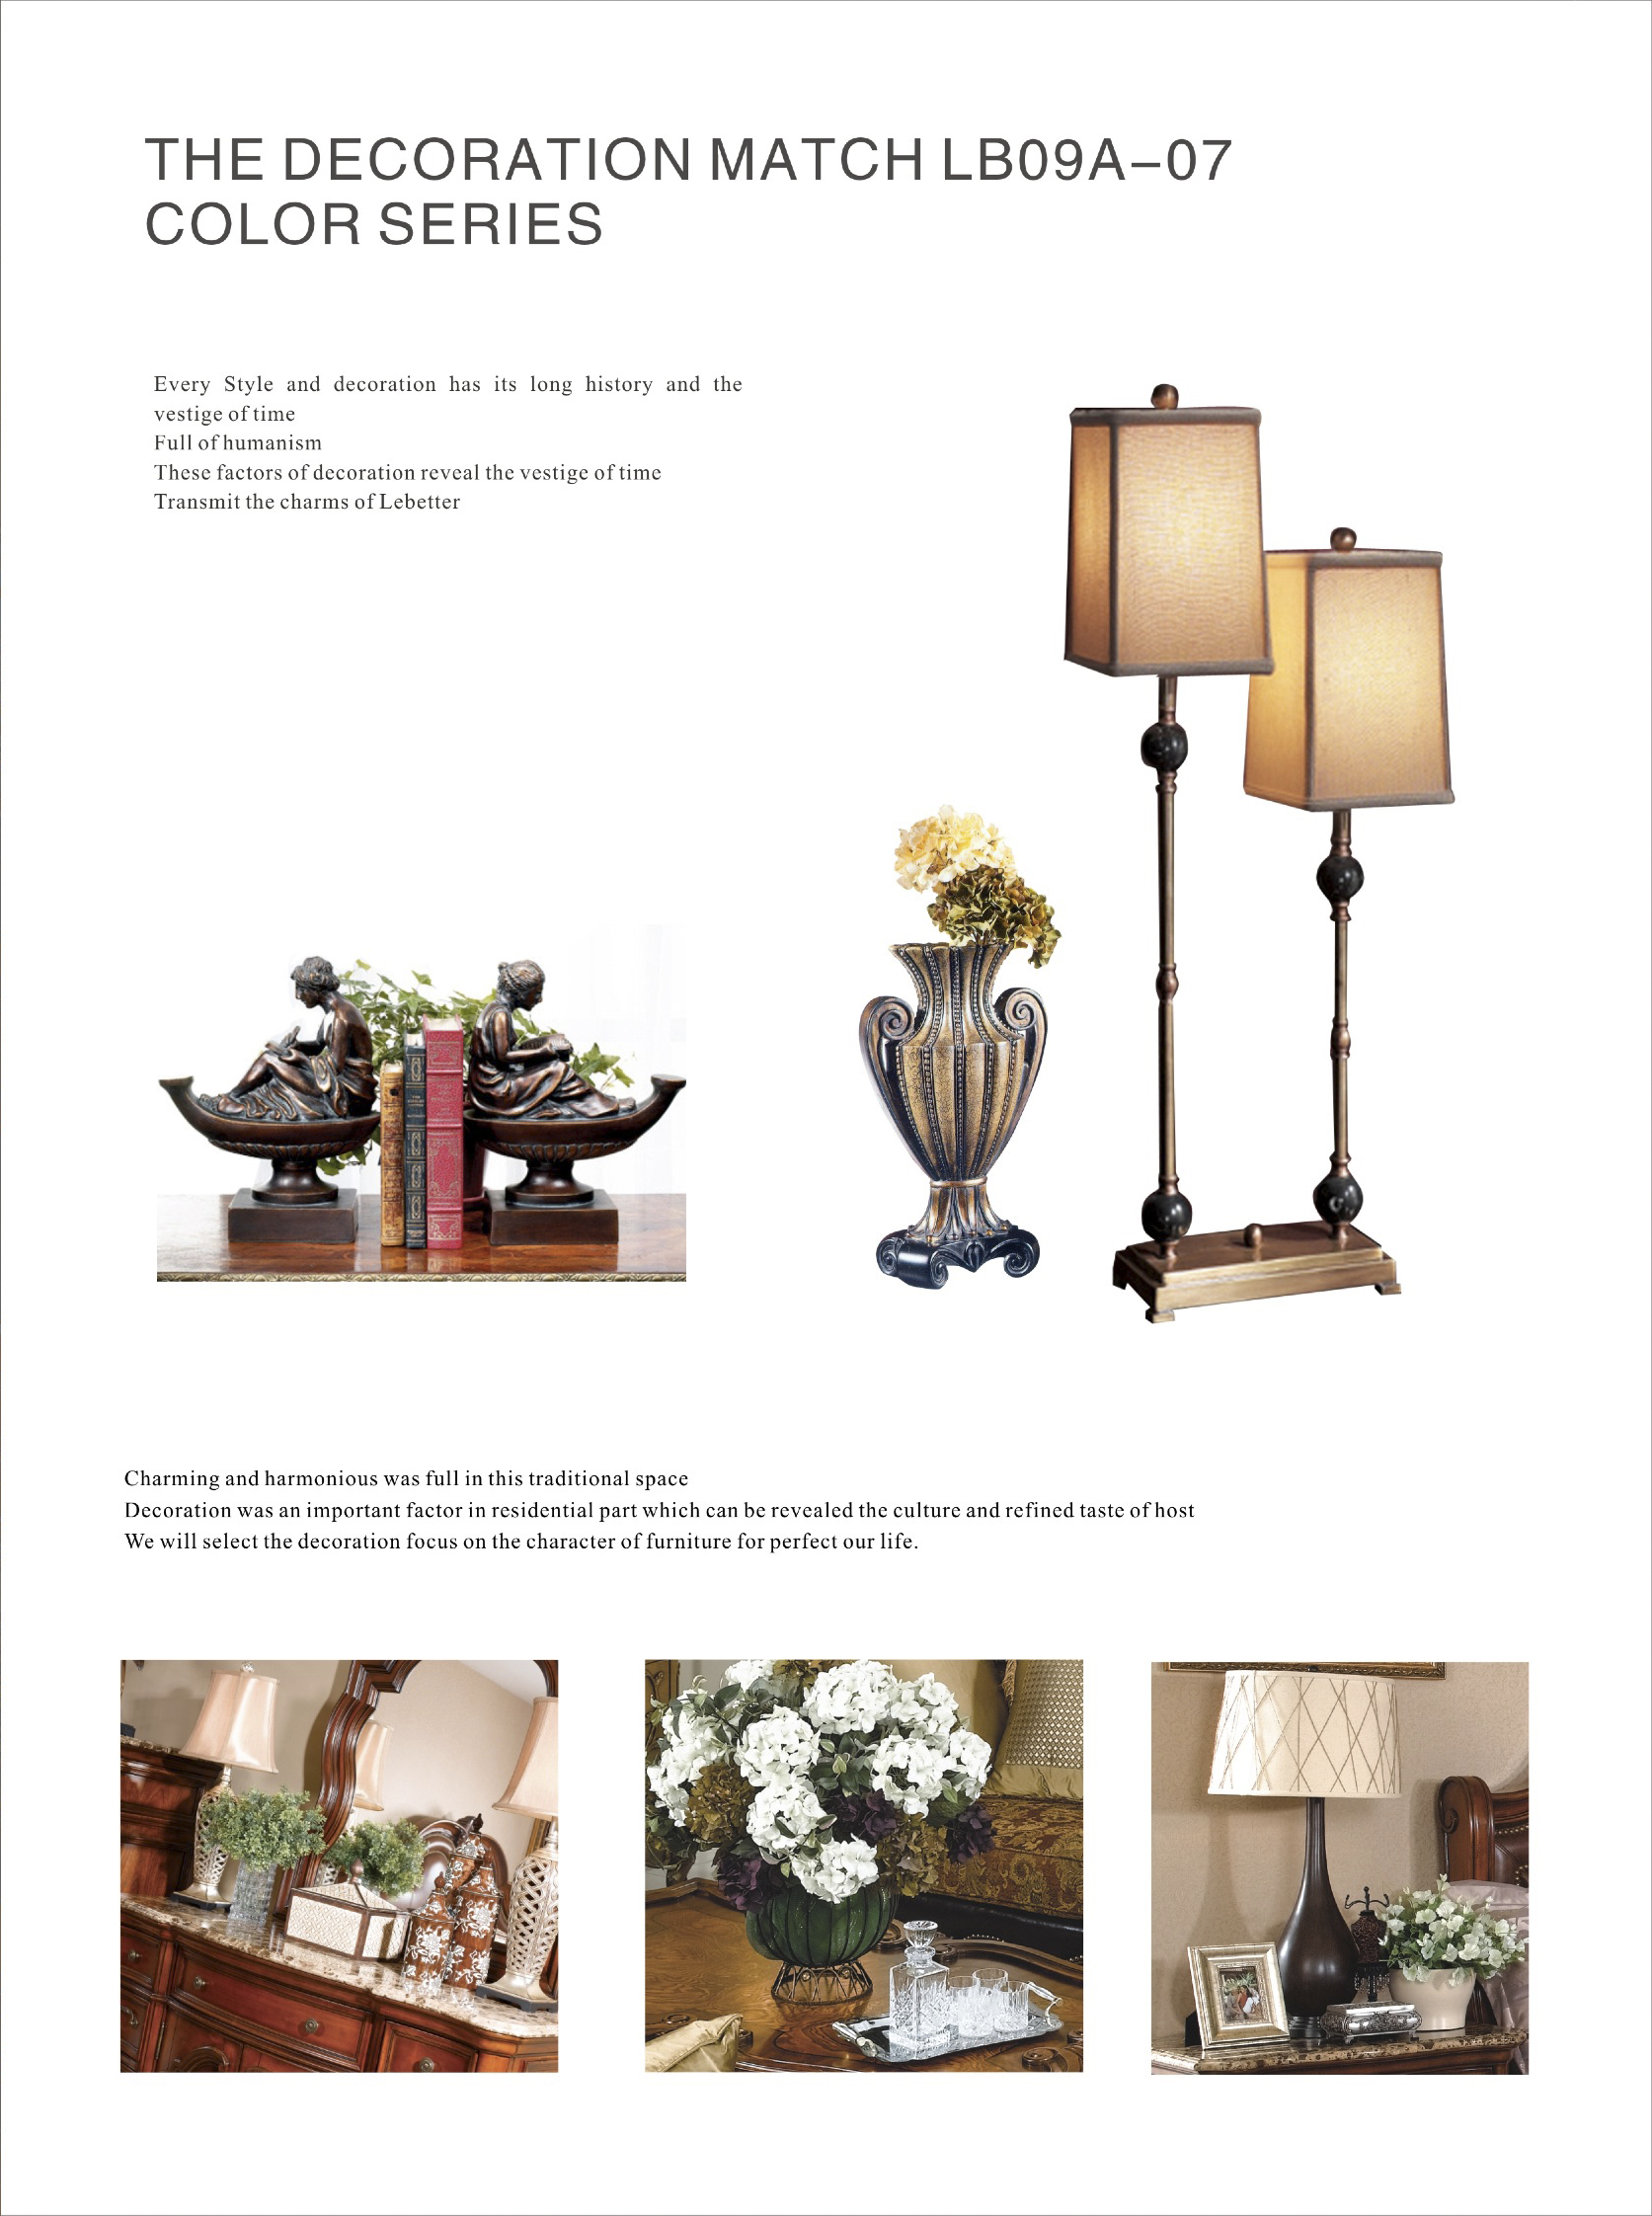 THE DECORATION MATCH LB09A–07
COLOR SERIES
Every Style and decoration has its long history and the
vestige of time
Full of humanism
These factors of decoration reveal the vestige of time
Transmit the charms of Lebetter
Charming and harmonious was full in this traditional space
Decoration was an important factor in residential part which can be revealed the culture and refined taste of host
We will select the decoration focus on the character of furniture for perfect our life.